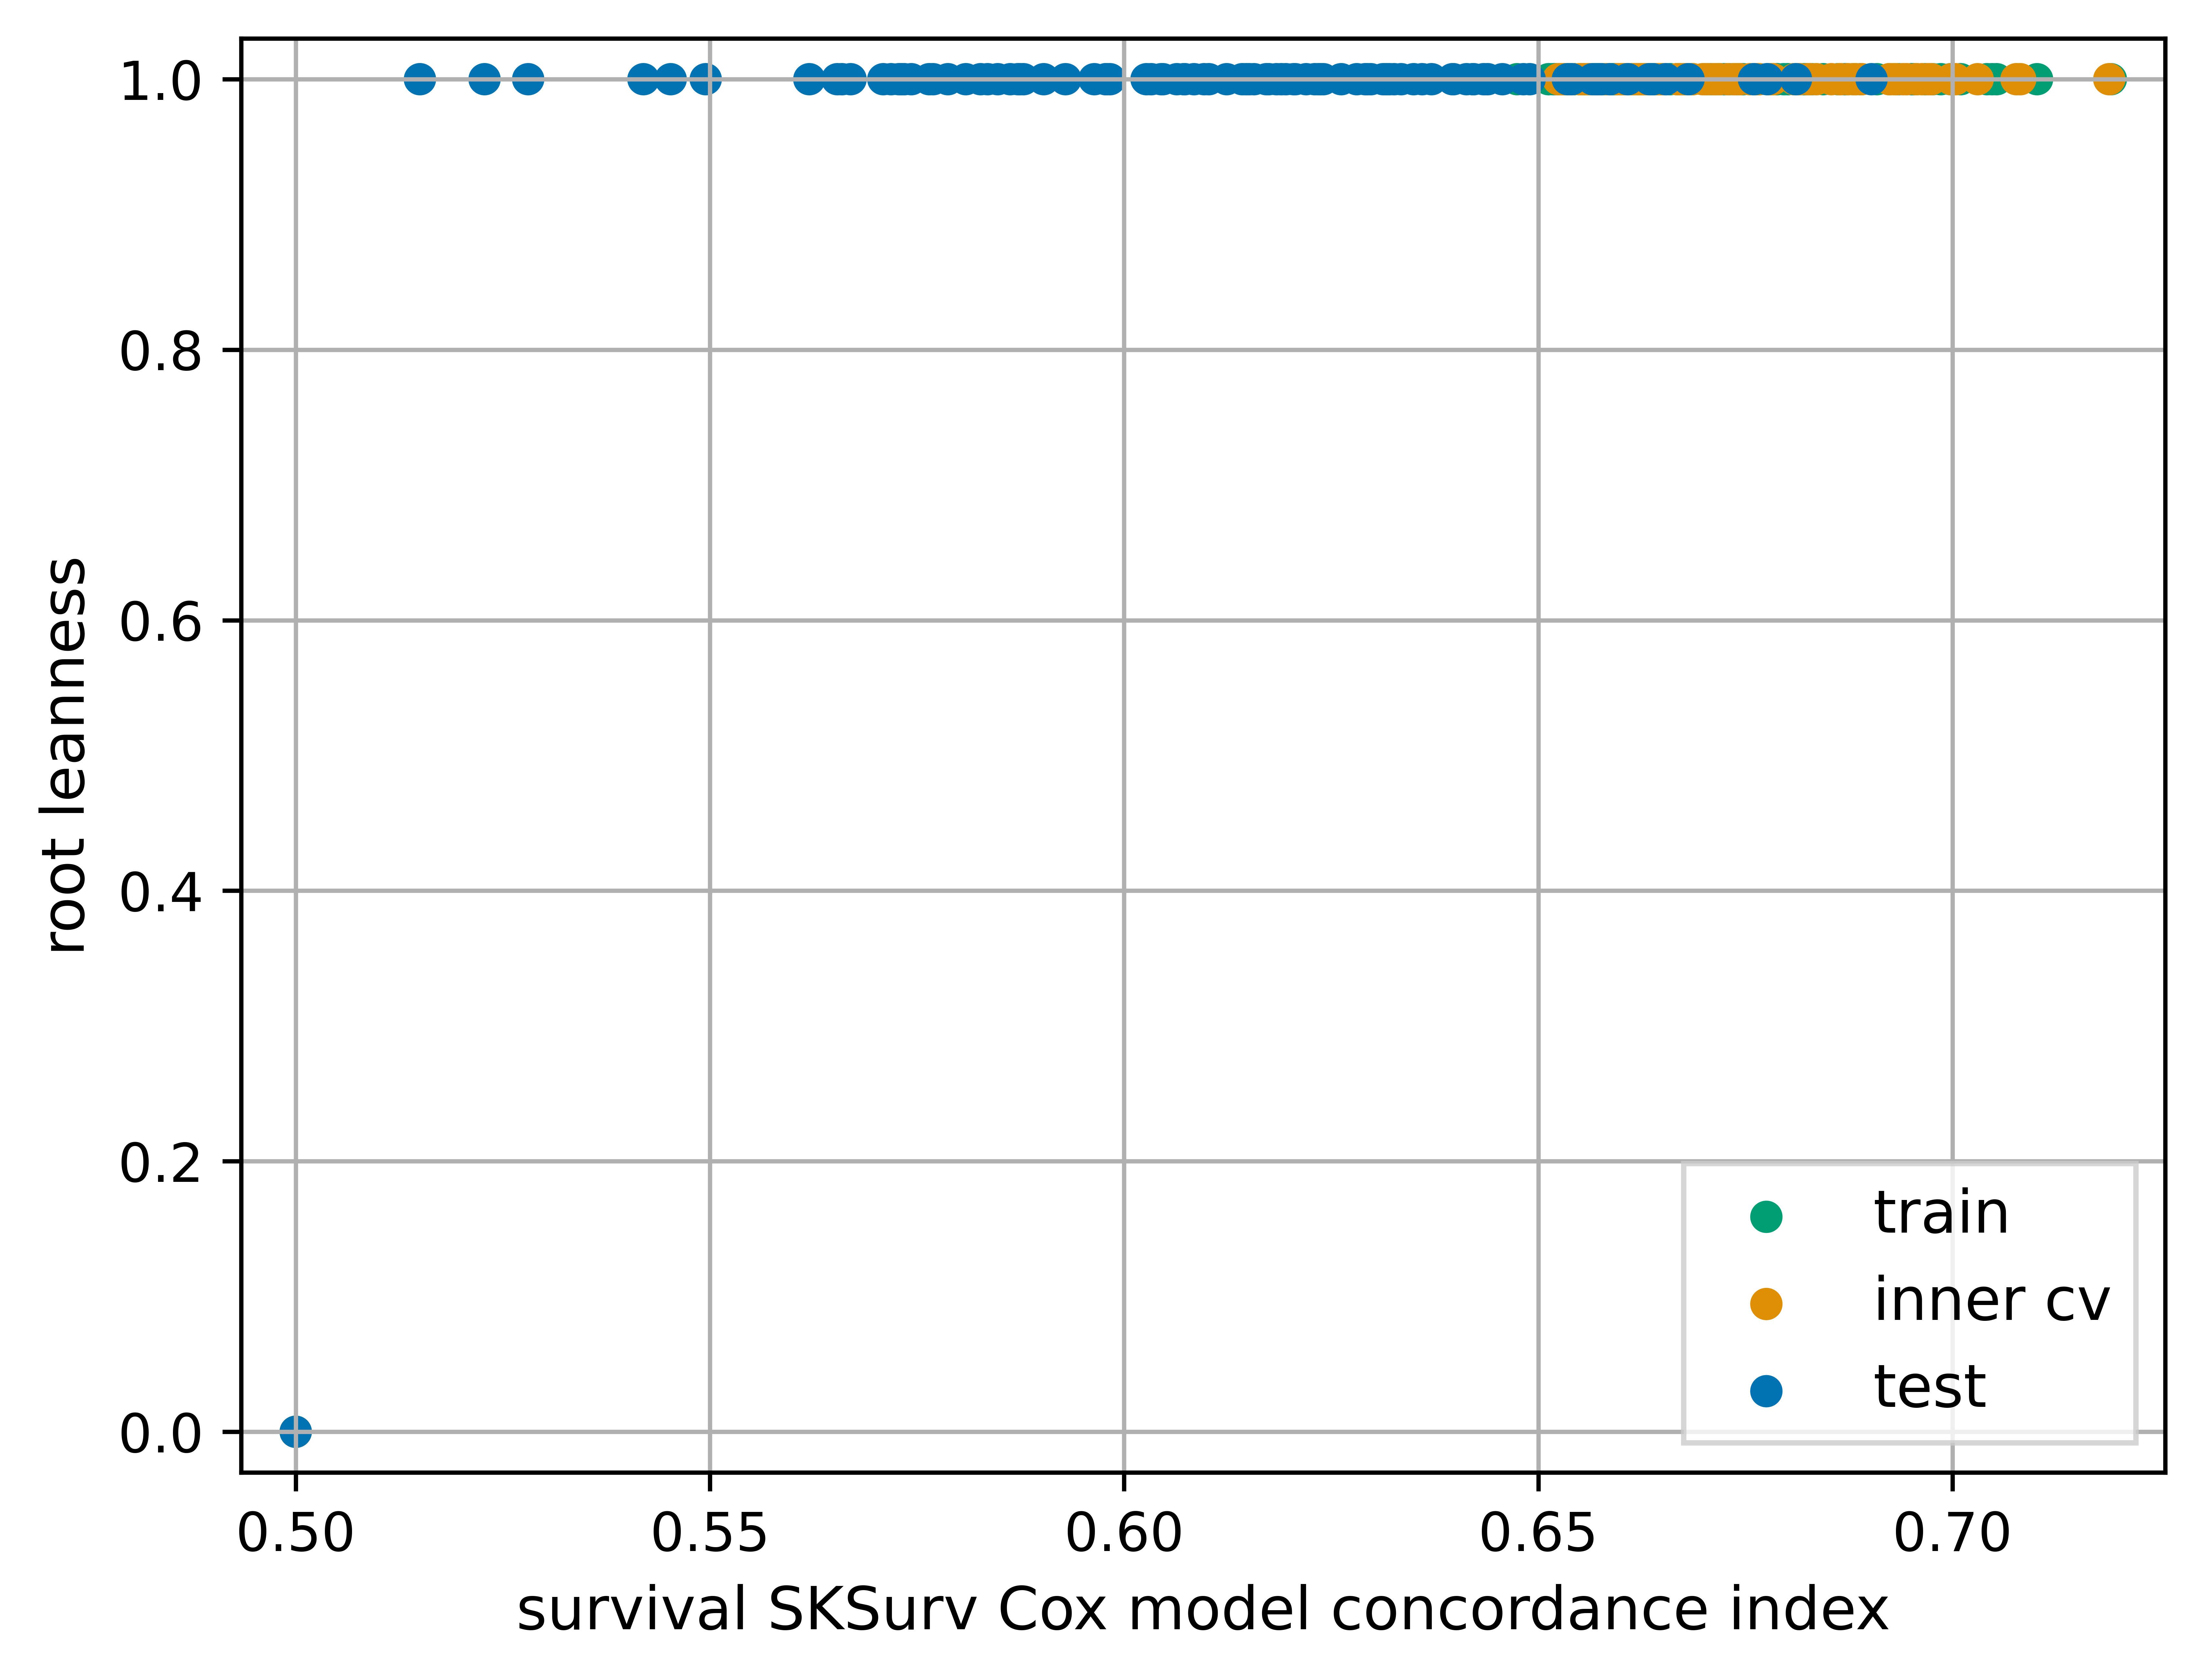 1.0
0.8
0.6
0.4
0.2
0.0
root leanness
train
inner cv
test
0.50 0.55 0.60 0.65 0.70
survival SKSurv Cox model concordance index